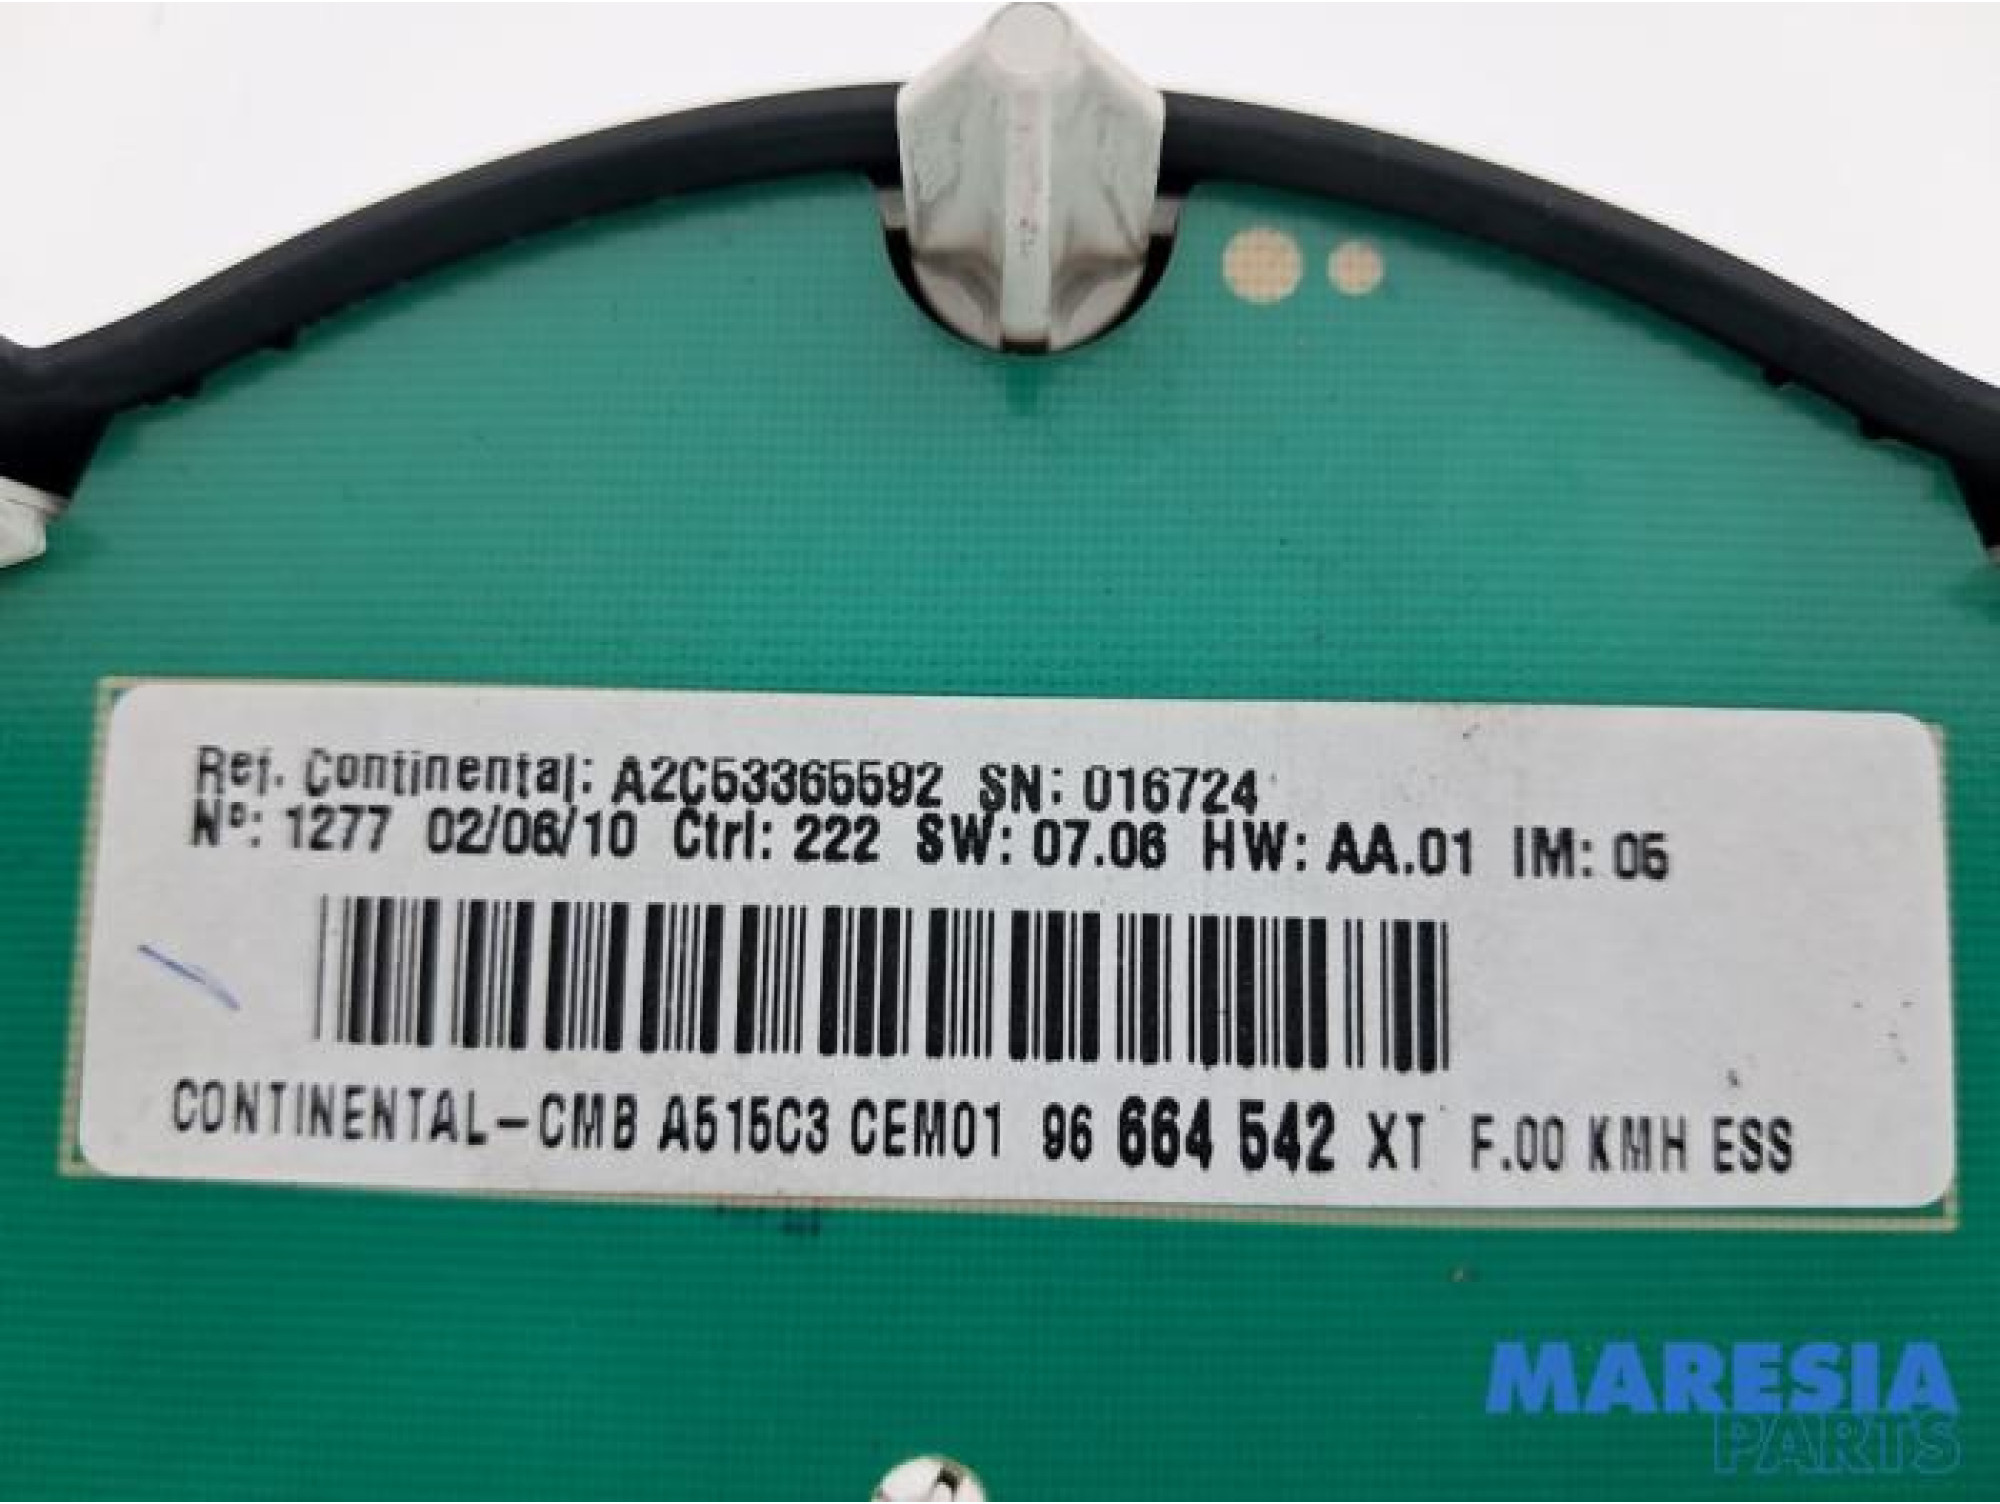 Ref. Continental: A2C53365592 SN: 016724
Nº: 1277 02/06/10 Ctrl: 222 SW: 07.06 HW: AA.01 IM: 05
CONTINENTAL-CMB A515C3 CEM01 96 664 542 XT F.00 KMH ESS
MARESIA
PARTS